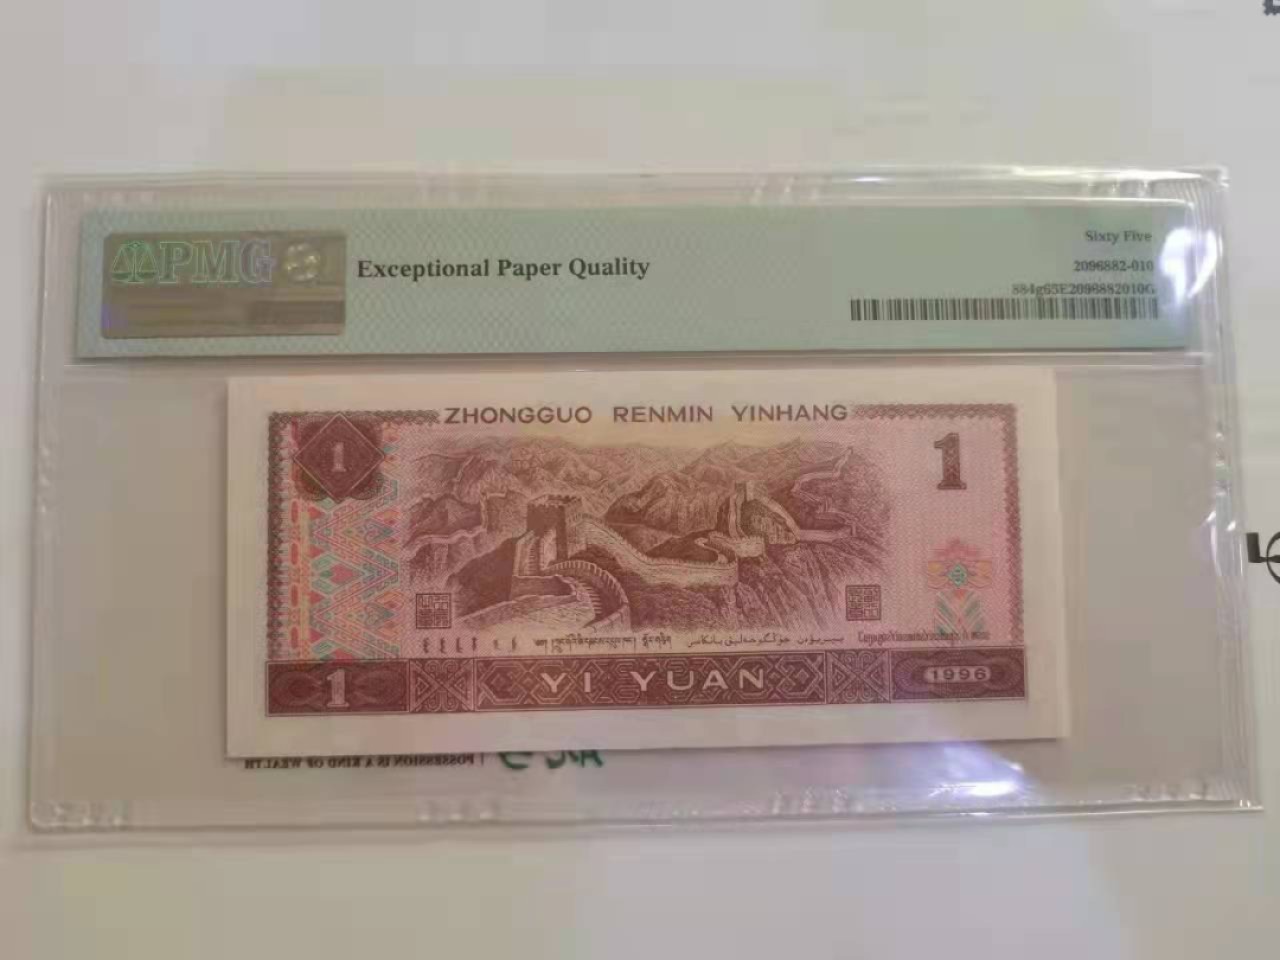 PMG
Exceptional Paper Quality
Sixty Five
2096882-010
884g65E2096882010G
ZHONGGUO RENMIN YINHANG
1
1
1
YI YUAN
1996
POSSESSION IS A KIND OF WEALTH